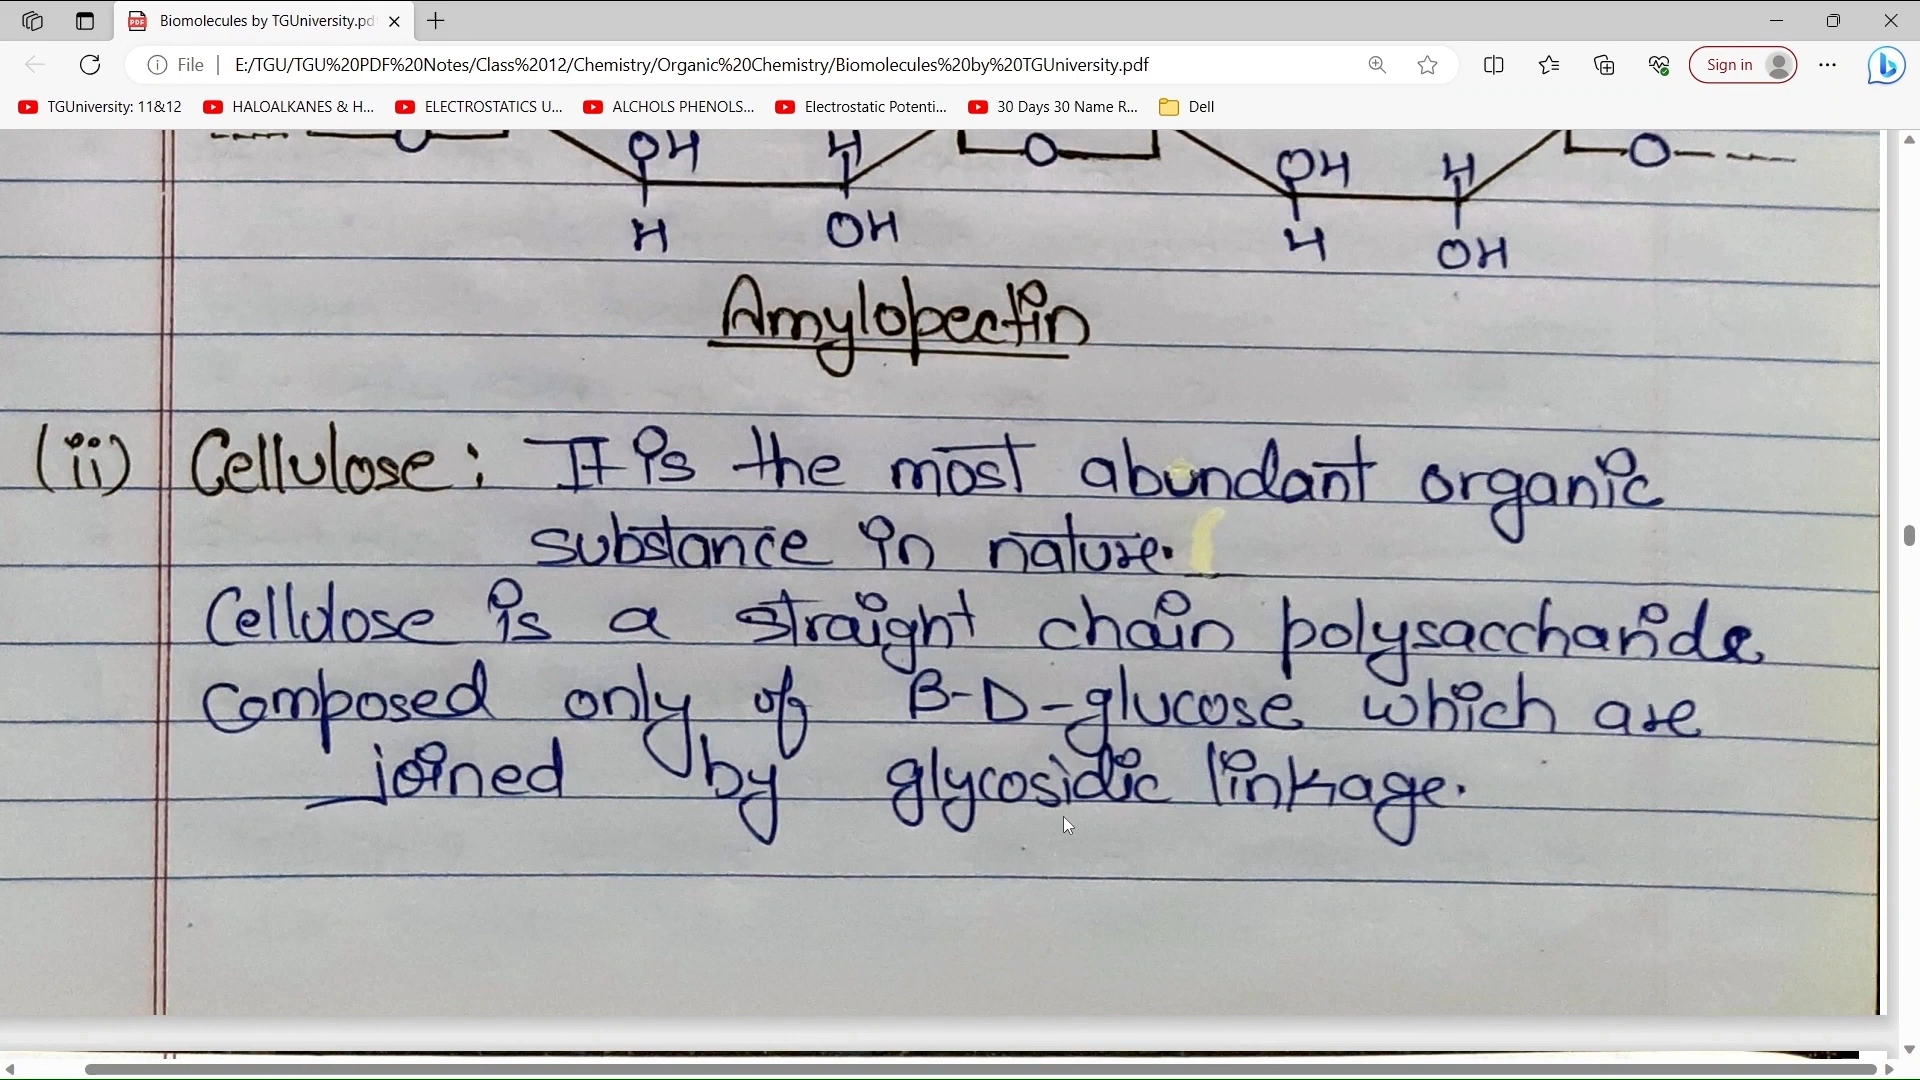 Biomolecules by TGUniversity.pd
File
E:/TGU/TGU%20PDF%20Notes/Class%2012/Chemistry/Organic%20Chemistry/Biomolecules%20by%20TGUniversity.pdf
Sign in
TGUniversity: 11&12
HALOALKANES & H...
ELECTROSTATICS U...
ALCHOLS PHENOLS...
Electrostatic Potenti...
30 Days 30 Name R...
Dell
OH H O OH H O
H OH H OH
Amylopectin
(ii) Cellulose: It is the most abundant organic
substance in nature.
Cellulose is a straight chain polysaccharide
composed only of B-D-glucose which are
joined by glycosidic linkage.